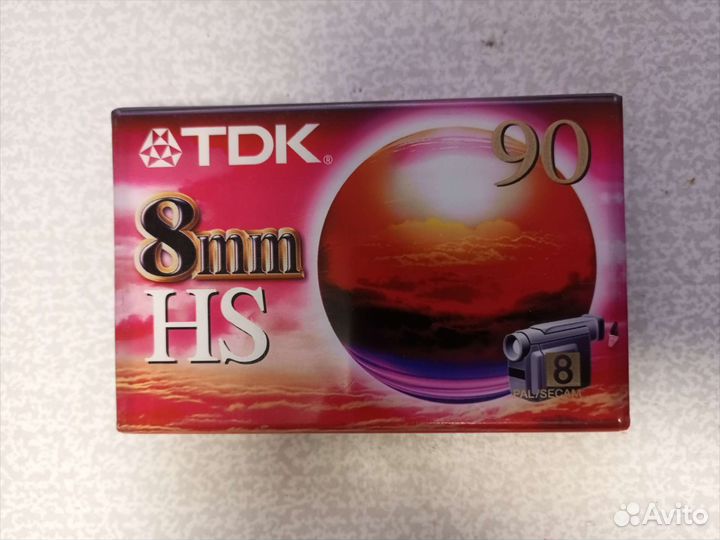 TDK®
90
8mm
HS
8
PAL/SECAM
Avito